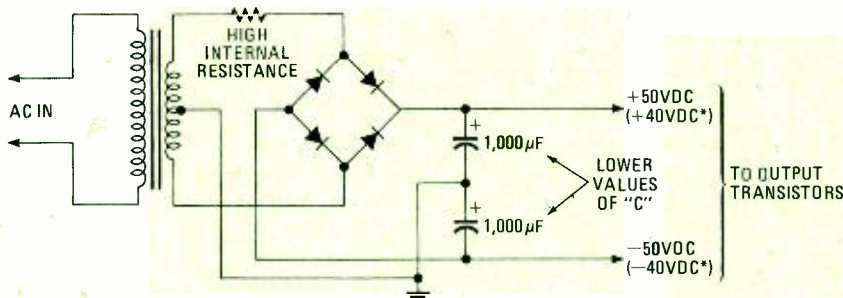 HIGH
INTERNAL
RESISTANCE
AC IN
+
1,000µF
+
1,000µF
LOWER
VALUES
OF "C"
+50VDC
(+40VDC*)
TO OUTPUT
TRANSISTORS
−50VDC
(−40VDC*)